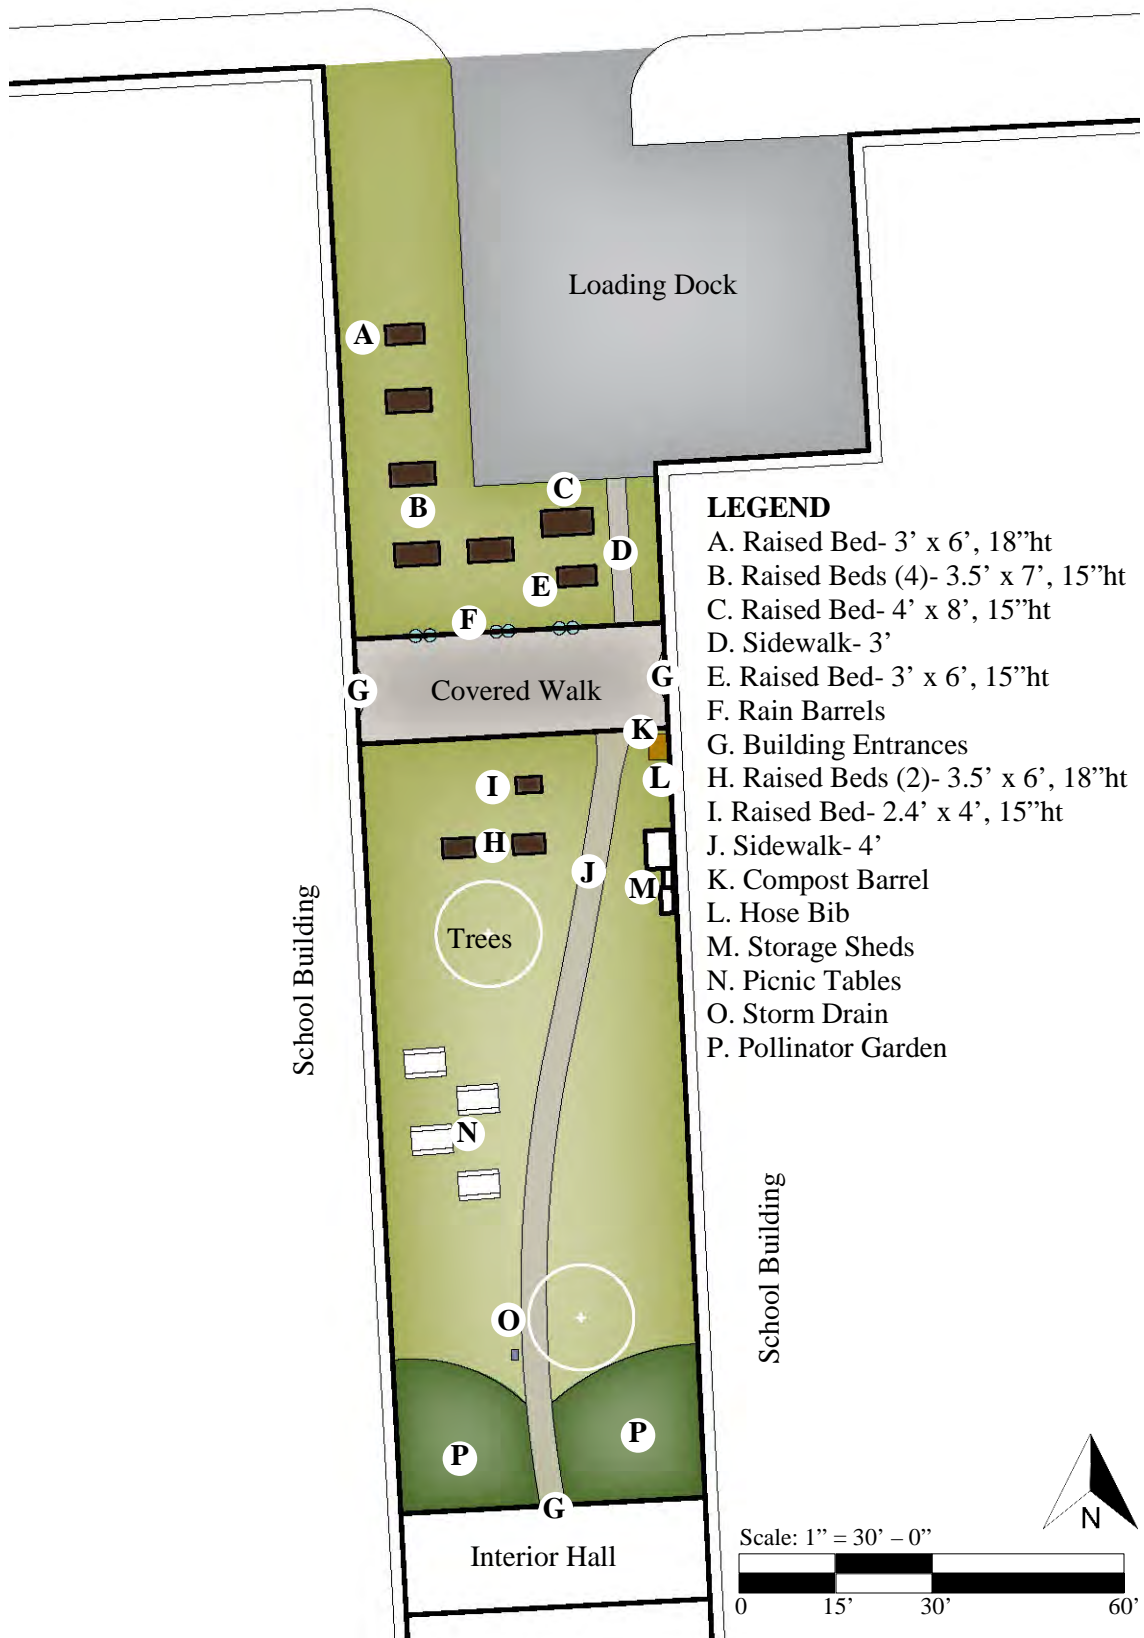 Loading Dock
A
B
C
D
E
F
G
Covered Walk
G
K
L
I
H
J
M
Trees
N
O
P
P
G
Interior Hall
School Building
School Building
LEGEND
A. Raised Bed- 3’ x 6’, 18”ht
B. Raised Beds (4)- 3.5’ x 7’, 15”ht
C. Raised Bed- 4’ x 8’, 15”ht
D. Sidewalk- 3’
E. Raised Bed- 3’ x 6’, 15”ht
F. Rain Barrels
G. Building Entrances
H. Raised Beds (2)- 3.5’ x 6’, 18”ht
I. Raised Bed- 2.4’ x 4’, 15”ht
J. Sidewalk- 4’
K. Compost Barrel
L. Hose Bib
M. Storage Sheds
N. Picnic Tables
O. Storm Drain
P. Pollinator Garden
N
Scale: 1” = 30’ – 0”
0 15’ 30’ 60’